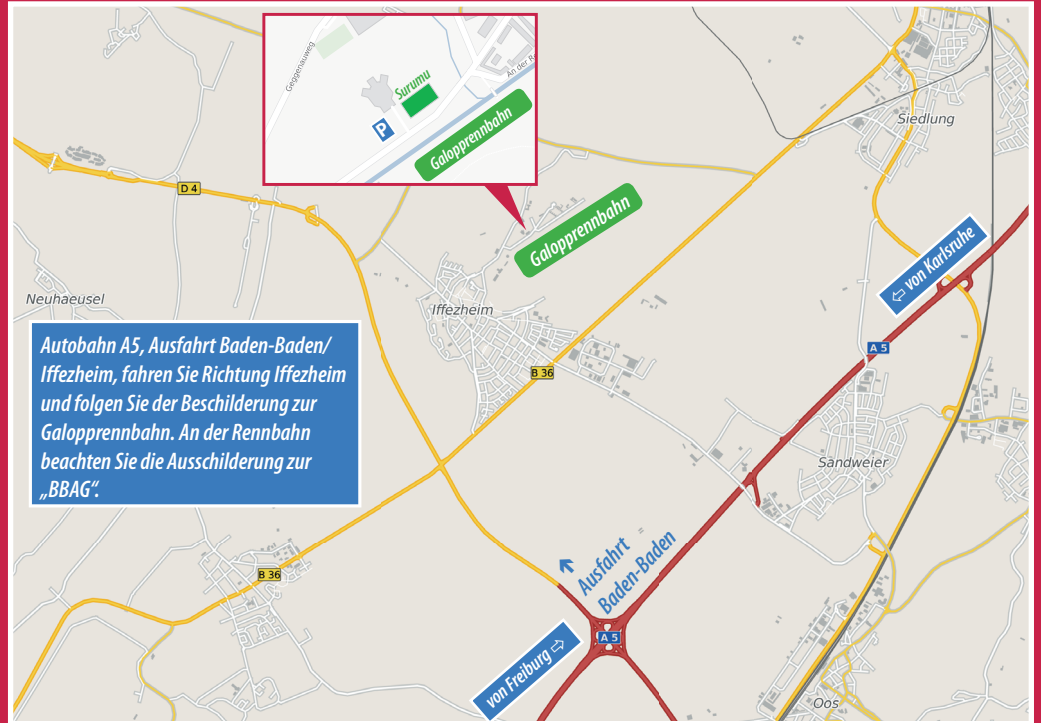 Geggenauweg
Surumu
P
An der Re
Galopprennbahn
Siedlung
D 4
Galopprennbahn
⇦ von Karlsruhe
Neuhaeusel
Iffezheim
Autobahn A5, Ausfahrt Baden-Baden/
Iffezheim, fahren Sie Richtung Iffezheim
und folgen Sie der Beschilderung zur
Galopprennbahn. An der Rennbahn
beachten Sie die Ausschilderung zur
„BBAG“.
A 5
B 36
Sandweier
Ausfahrt
Baden-Baden
B 36
A 5
von Freiburg ⇨
Oos